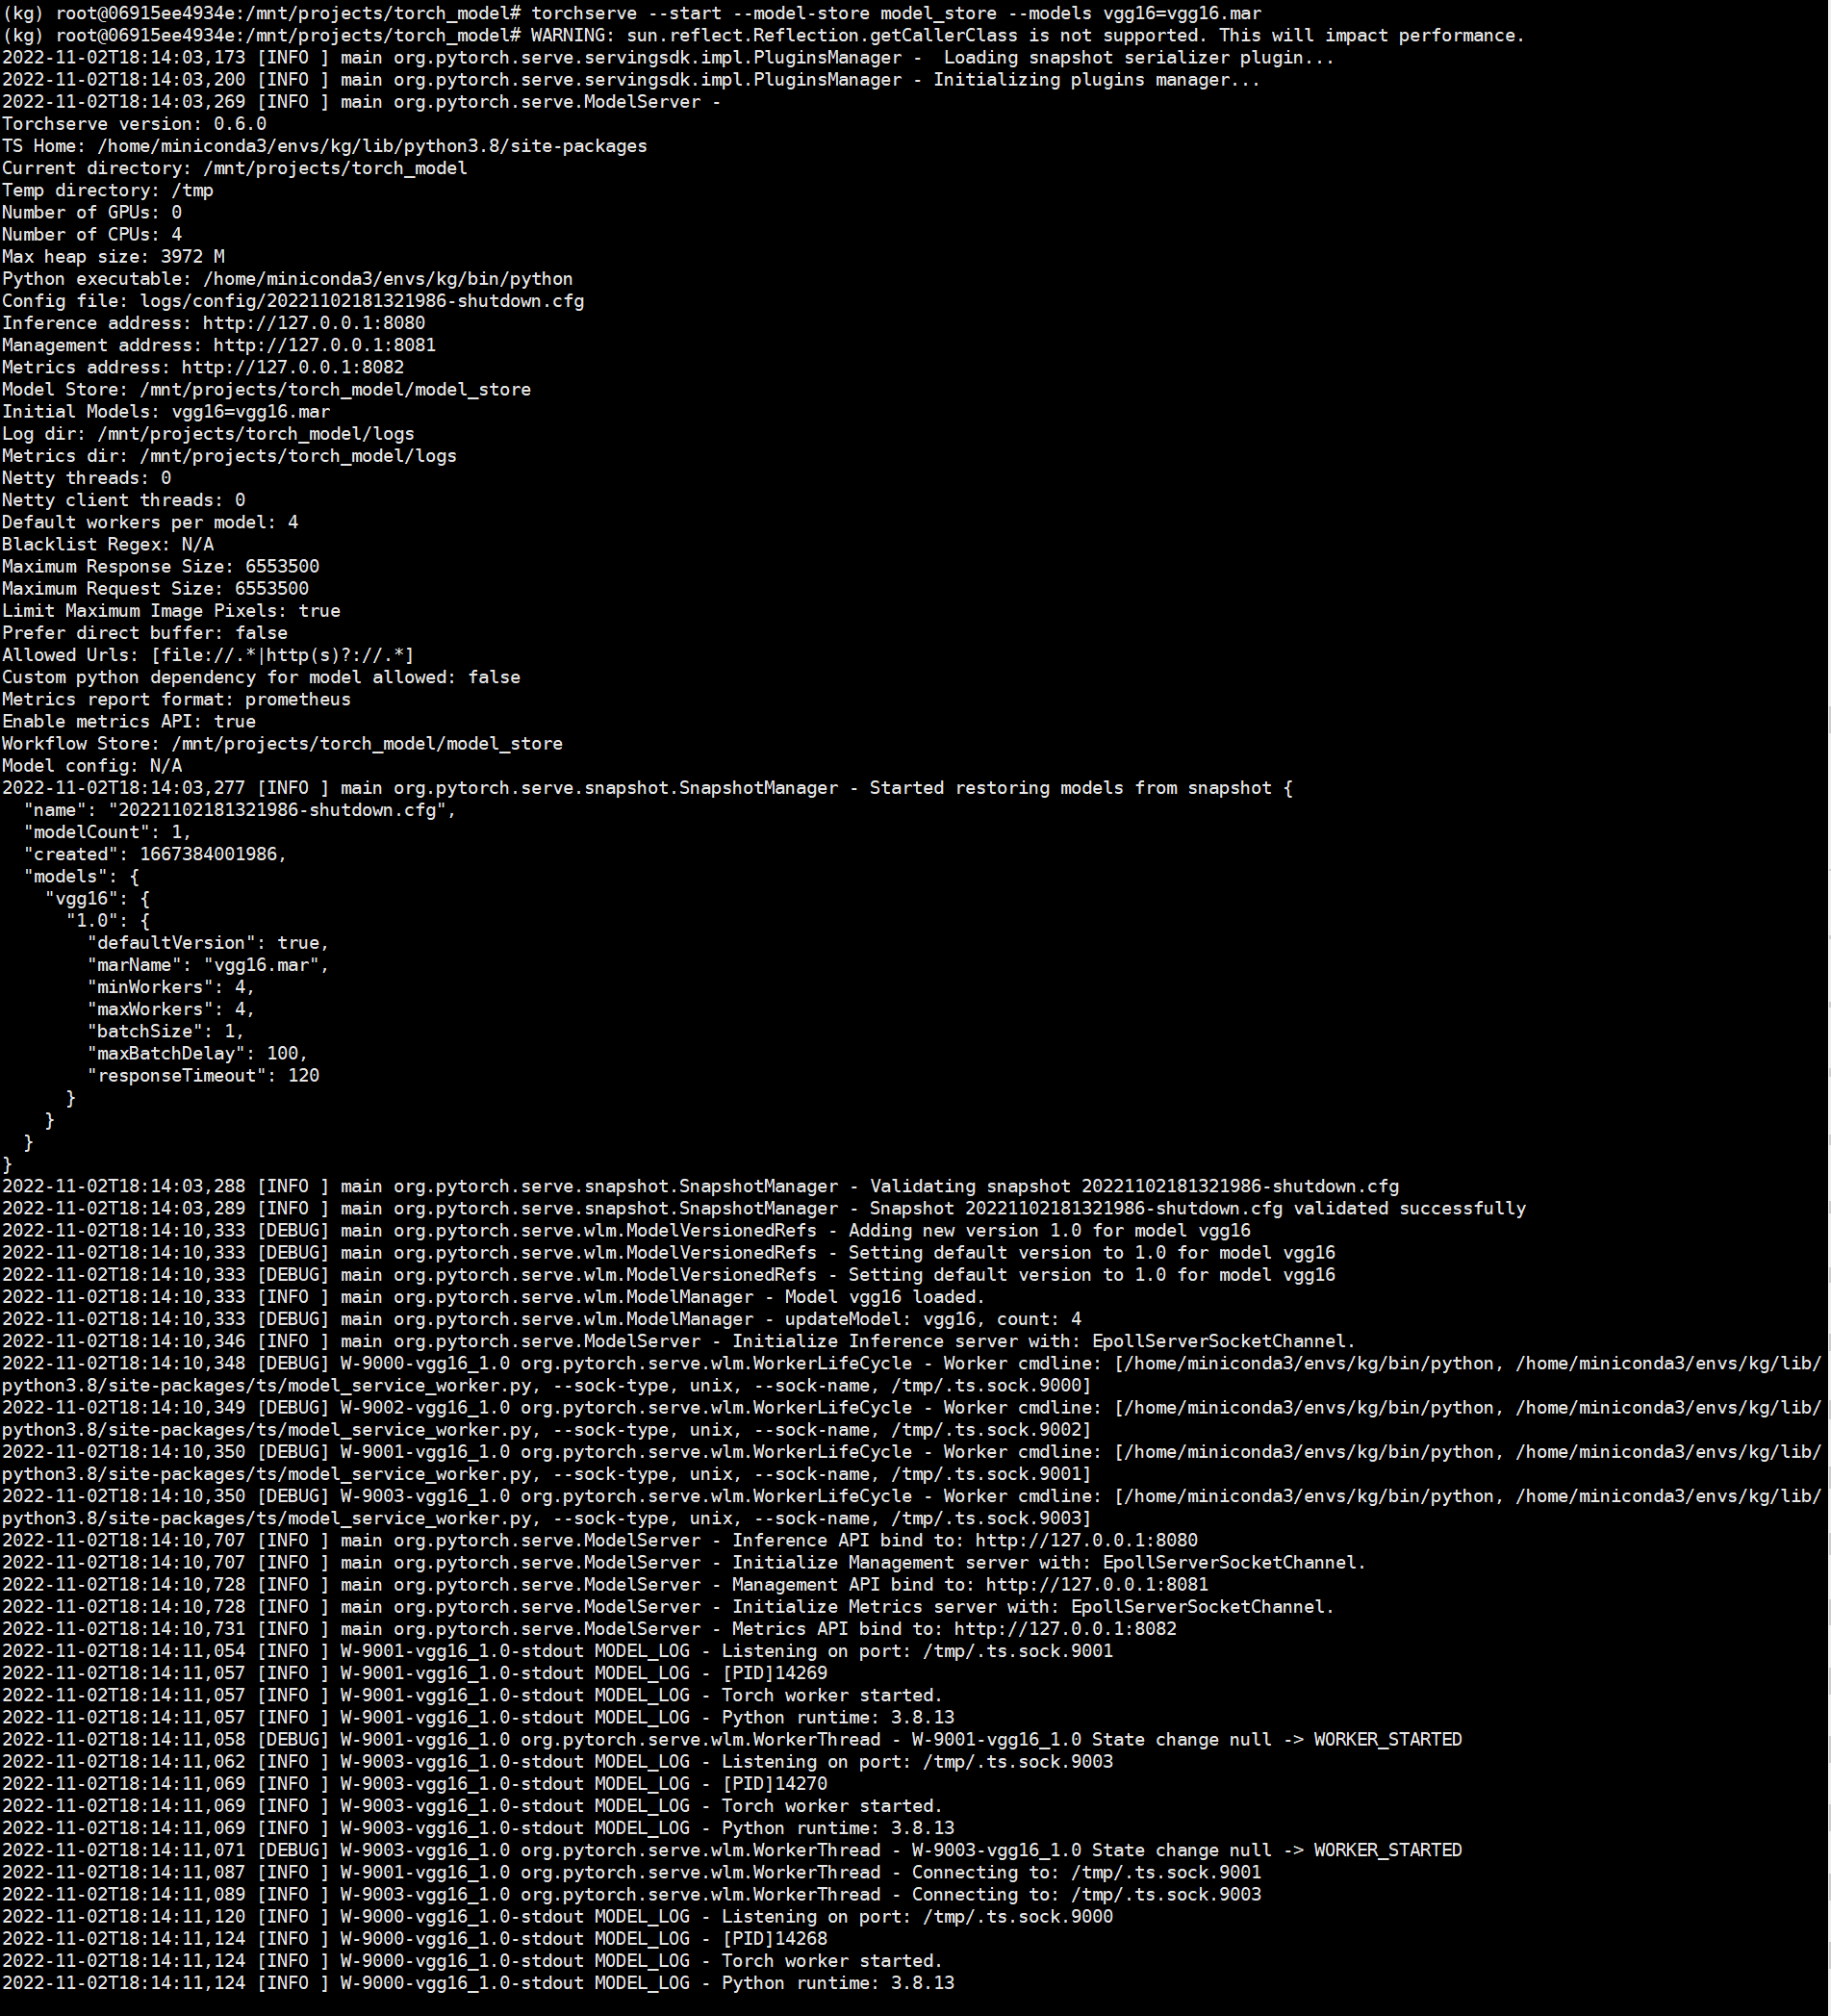 (kg) root@06915ee4934e:/mnt/projects/torch_model# torchserve --start --model-store model_store --models vgg16=vgg16.mar
(kg) root@06915ee4934e:/mnt/projects/torch_model# WARNING: sun.reflect.Reflection.getCallerClass is not supported. This will impact performance.
2022-11-02T18:14:03,173 [INFO ] main org.pytorch.serve.servingsdk.impl.PluginsManager -  Loading snapshot serializer plugin...
2022-11-02T18:14:03,200 [INFO ] main org.pytorch.serve.servingsdk.impl.PluginsManager - Initializing plugins manager...
2022-11-02T18:14:03,269 [INFO ] main org.pytorch.serve.ModelServer -
Torchserve version: 0.6.0
TS Home: /home/miniconda3/envs/kg/lib/python3.8/site-packages
Current directory: /mnt/projects/torch_model
Temp directory: /tmp
Number of GPUs: 0
Number of CPUs: 4
Max heap size: 3972 M
Python executable: /home/miniconda3/envs/kg/bin/python
Config file: logs/config/20221102181321986-shutdown.cfg
Inference address: http://127.0.0.1:8080
Management address: http://127.0.0.1:8081
Metrics address: http://127.0.0.1:8082
Model Store: /mnt/projects/torch_model/model_store
Initial Models: vgg16=vgg16.mar
Log dir: /mnt/projects/torch_model/logs
Metrics dir: /mnt/projects/torch_model/logs
Netty threads: 0
Netty client threads: 0
Default workers per model: 4
Blacklist Regex: N/A
Maximum Response Size: 6553500
Maximum Request Size: 6553500
Limit Maximum Image Pixels: true
Prefer direct buffer: false
Allowed Urls: [file://.*|http(s)?://.*]
Custom python dependency for model allowed: false
Metrics report format: prometheus
Enable metrics API: true
Workflow Store: /mnt/projects/torch_model/model_store
Model config: N/A
2022-11-02T18:14:03,277 [INFO ] main org.pytorch.serve.snapshot.SnapshotManager - Started restoring models from snapshot {
  "name": "20221102181321986-shutdown.cfg",
  "modelCount": 1,
  "created": 1667384001986,
  "models": {
    "vgg16": {
      "1.0": {
        "defaultVersion": true,
        "marName": "vgg16.mar",
        "minWorkers": 4,
        "maxWorkers": 4,
        "batchSize": 1,
        "maxBatchDelay": 100,
        "responseTimeout": 120
      }
    }
  }
}
2022-11-02T18:14:03,288 [INFO ] main org.pytorch.serve.snapshot.SnapshotManager - Validating snapshot 20221102181321986-shutdown.cfg
2022-11-02T18:14:03,289 [INFO ] main org.pytorch.serve.snapshot.SnapshotManager - Snapshot 20221102181321986-shutdown.cfg validated successfully
2022-11-02T18:14:10,333 [DEBUG] main org.pytorch.serve.wlm.ModelVersionedRefs - Adding new version 1.0 for model vgg16
2022-11-02T18:14:10,333 [DEBUG] main org.pytorch.serve.wlm.ModelVersionedRefs - Setting default version to 1.0 for model vgg16
2022-11-02T18:14:10,333 [DEBUG] main org.pytorch.serve.wlm.ModelVersionedRefs - Setting default version to 1.0 for model vgg16
2022-11-02T18:14:10,333 [INFO ] main org.pytorch.serve.wlm.ModelManager - Model vgg16 loaded.
2022-11-02T18:14:10,333 [DEBUG] main org.pytorch.serve.wlm.ModelManager - updateModel: vgg16, count: 4
2022-11-02T18:14:10,346 [INFO ] main org.pytorch.serve.ModelServer - Initialize Inference server with: EpollServerSocketChannel.
2022-11-02T18:14:10,348 [DEBUG] W-9000-vgg16_1.0 org.pytorch.serve.wlm.WorkerLifeCycle - Worker cmdline: [/home/miniconda3/envs/kg/bin/python, /home/miniconda3/envs/kg/lib/
python3.8/site-packages/ts/model_service_worker.py, --sock-type, unix, --sock-name, /tmp/.ts.sock.9000]
2022-11-02T18:14:10,349 [DEBUG] W-9002-vgg16_1.0 org.pytorch.serve.wlm.WorkerLifeCycle - Worker cmdline: [/home/miniconda3/envs/kg/bin/python, /home/miniconda3/envs/kg/lib/
python3.8/site-packages/ts/model_service_worker.py, --sock-type, unix, --sock-name, /tmp/.ts.sock.9002]
2022-11-02T18:14:10,350 [DEBUG] W-9001-vgg16_1.0 org.pytorch.serve.wlm.WorkerLifeCycle - Worker cmdline: [/home/miniconda3/envs/kg/bin/python, /home/miniconda3/envs/kg/lib/
python3.8/site-packages/ts/model_service_worker.py, --sock-type, unix, --sock-name, /tmp/.ts.sock.9001]
2022-11-02T18:14:10,350 [DEBUG] W-9003-vgg16_1.0 org.pytorch.serve.wlm.WorkerLifeCycle - Worker cmdline: [/home/miniconda3/envs/kg/bin/python, /home/miniconda3/envs/kg/lib/
python3.8/site-packages/ts/model_service_worker.py, --sock-type, unix, --sock-name, /tmp/.ts.sock.9003]
2022-11-02T18:14:10,707 [INFO ] main org.pytorch.serve.ModelServer - Inference API bind to: http://127.0.0.1:8080
2022-11-02T18:14:10,707 [INFO ] main org.pytorch.serve.ModelServer - Initialize Management server with: EpollServerSocketChannel.
2022-11-02T18:14:10,728 [INFO ] main org.pytorch.serve.ModelServer - Management API bind to: http://127.0.0.1:8081
2022-11-02T18:14:10,728 [INFO ] main org.pytorch.serve.ModelServer - Initialize Metrics server with: EpollServerSocketChannel.
2022-11-02T18:14:10,731 [INFO ] main org.pytorch.serve.ModelServer - Metrics API bind to: http://127.0.0.1:8082
2022-11-02T18:14:11,054 [INFO ] W-9001-vgg16_1.0-stdout MODEL_LOG - Listening on port: /tmp/.ts.sock.9001
2022-11-02T18:14:11,057 [INFO ] W-9001-vgg16_1.0-stdout MODEL_LOG - [PID]14269
2022-11-02T18:14:11,057 [INFO ] W-9001-vgg16_1.0-stdout MODEL_LOG - Torch worker started.
2022-11-02T18:14:11,057 [INFO ] W-9001-vgg16_1.0-stdout MODEL_LOG - Python runtime: 3.8.13
2022-11-02T18:14:11,058 [DEBUG] W-9001-vgg16_1.0 org.pytorch.serve.wlm.WorkerThread - W-9001-vgg16_1.0 State change null -> WORKER_STARTED
2022-11-02T18:14:11,062 [INFO ] W-9003-vgg16_1.0-stdout MODEL_LOG - Listening on port: /tmp/.ts.sock.9003
2022-11-02T18:14:11,069 [INFO ] W-9003-vgg16_1.0-stdout MODEL_LOG - [PID]14270
2022-11-02T18:14:11,069 [INFO ] W-9003-vgg16_1.0-stdout MODEL_LOG - Torch worker started.
2022-11-02T18:14:11,069 [INFO ] W-9003-vgg16_1.0-stdout MODEL_LOG - Python runtime: 3.8.13
2022-11-02T18:14:11,071 [DEBUG] W-9003-vgg16_1.0 org.pytorch.serve.wlm.WorkerThread - W-9003-vgg16_1.0 State change null -> WORKER_STARTED
2022-11-02T18:14:11,087 [INFO ] W-9001-vgg16_1.0 org.pytorch.serve.wlm.WorkerThread - Connecting to: /tmp/.ts.sock.9001
2022-11-02T18:14:11,089 [INFO ] W-9003-vgg16_1.0 org.pytorch.serve.wlm.WorkerThread - Connecting to: /tmp/.ts.sock.9003
2022-11-02T18:14:11,120 [INFO ] W-9000-vgg16_1.0-stdout MODEL_LOG - Listening on port: /tmp/.ts.sock.9000
2022-11-02T18:14:11,124 [INFO ] W-9000-vgg16_1.0-stdout MODEL_LOG - [PID]14268
2022-11-02T18:14:11,124 [INFO ] W-9000-vgg16_1.0-stdout MODEL_LOG - Torch worker started.
2022-11-02T18:14:11,124 [INFO ] W-9000-vgg16_1.0-stdout MODEL_LOG - Python runtime: 3.8.13